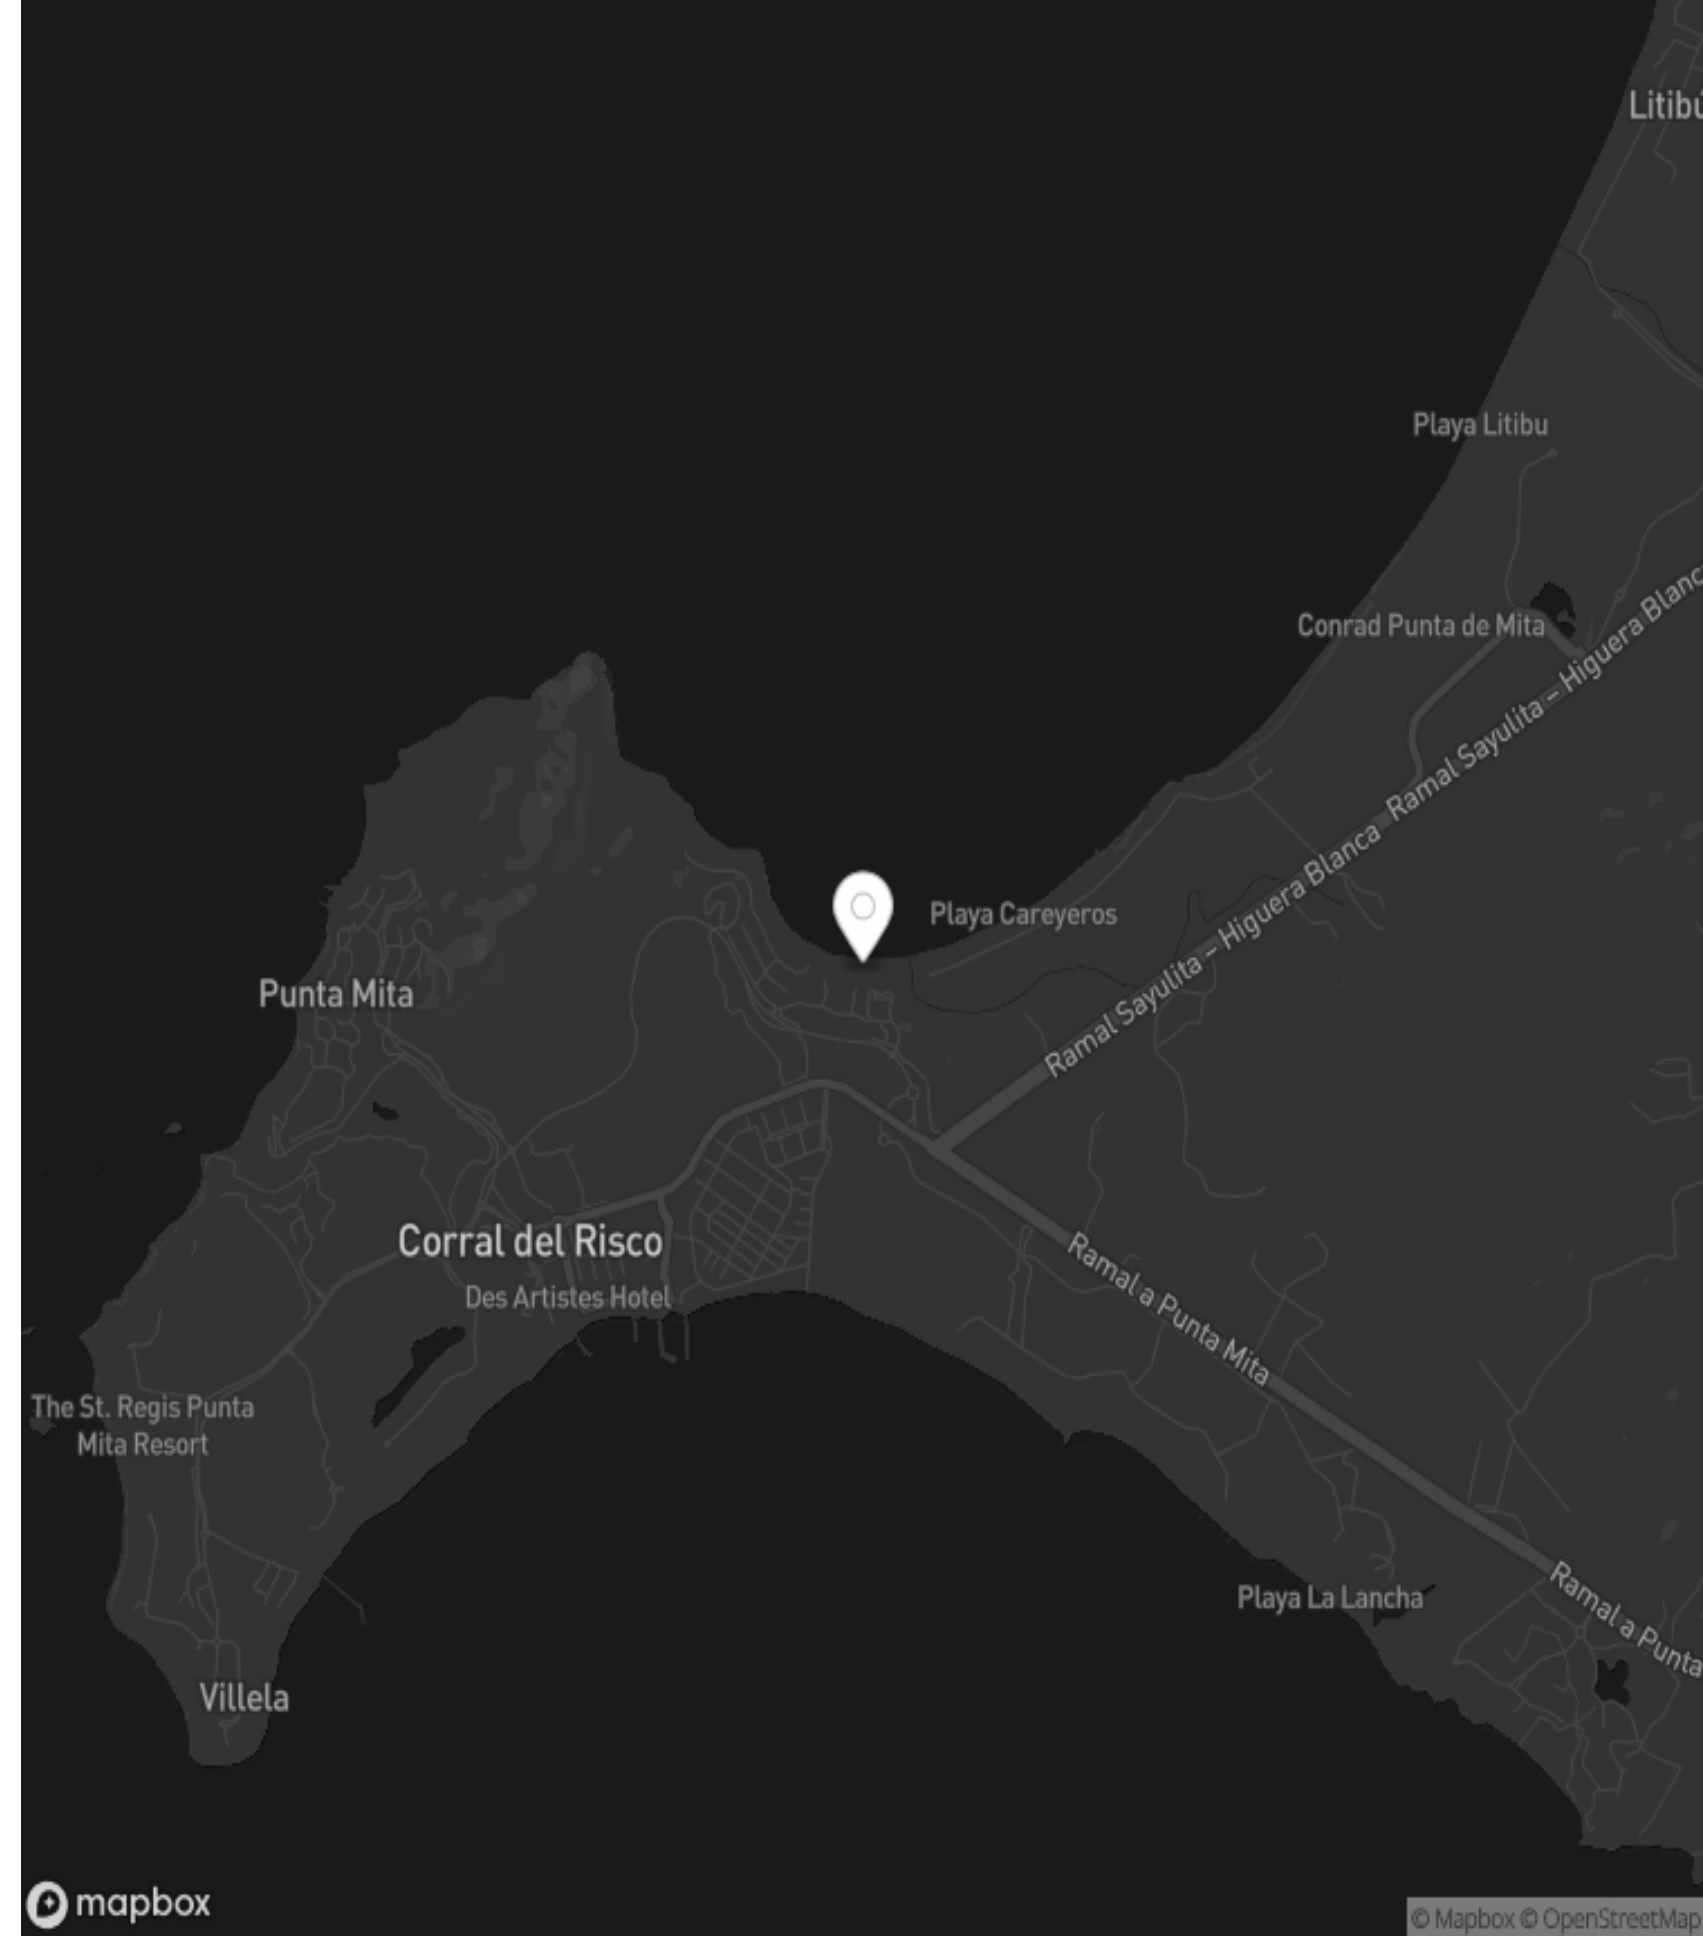 Litibú
Playa Litibu
Conrad Punta de Mita
Ramal Sayulita – Higuera Blanc
Ramal Sayulita – Higuera Blanca
Playa Careyeros
Punta Mita
Corral del Risco
Des Artistes Hotel
Ramal a Punta Mita
The St. Regis Punta
Mita Resort
Playa La Lancha
Ramal a Punta
Villela
mapbox
© Mapbox © OpenStreetMap